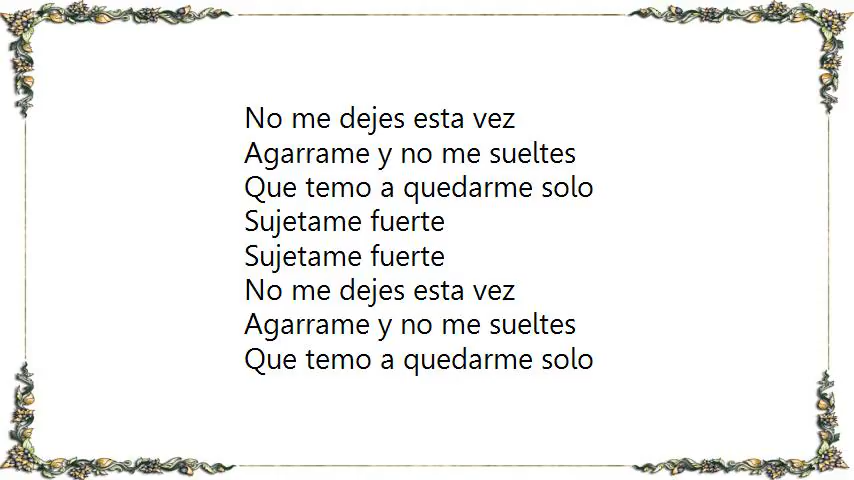 No me dejes esta vez
Agarrame y no me sueltes
Que temo a quedarme solo
Sujetame fuerte
Sujetame fuerte
No me dejes esta vez
Agarrame y no me sueltes
Que temo a quedarme solo